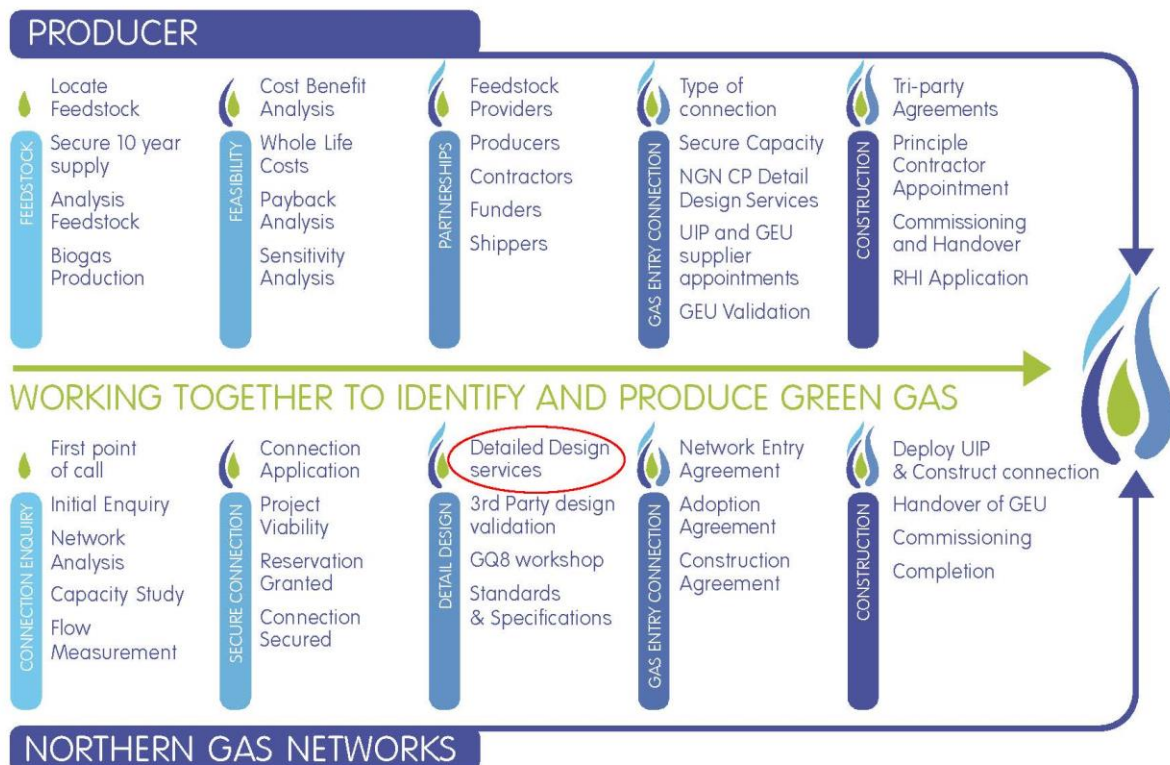 PRODUCER
FEEDSTOCK
Locate
Feedstock
Secure 10 year
supply
Analysis
Feedstock
Biogas
Production
FEASIBILITY
Cost Benefit
Analysis
Whole Life
Costs
Payback
Analysis
Sensitivity
Analysis
PARTNERSHIPS
Feedstock
Providers
Producers
Contractors
Funders
Shippers
GAS ENTRY CONNECTION
Type of
connection
Secure Capacity
NGN CP Detail
Design Services
UIP and GEU
supplier
appointments
GEU Validation
CONSTRUCTION
Tri-party
Agreements
Principle
Contractor
Appointment
Commissioning
and Handover
RHI Application
WORKING TOGETHER TO IDENTIFY AND PRODUCE GREEN GAS
CONNECTION ENQUIRY
First point
of call
Initial Enquiry
Network
Analysis
Capacity Study
Flow
Measurement
SECURE CONNECTION
Connection
Application
Project
Viability
Reservation
Granted
Connection
Secured
DETAIL DESIGN
Detailed Design
services
3rd Party design
validation
GQ8 workshop
Standards
& Specifications
GAS ENTRY CONNECTION
Network Entry
Agreement
Adoption
Agreement
Construction
Agreement
CONSTRUCTION
Deploy UIP
& Construct connection
Handover of GEU
Commissioning
Completion
NORTHERN GAS NETWORKS